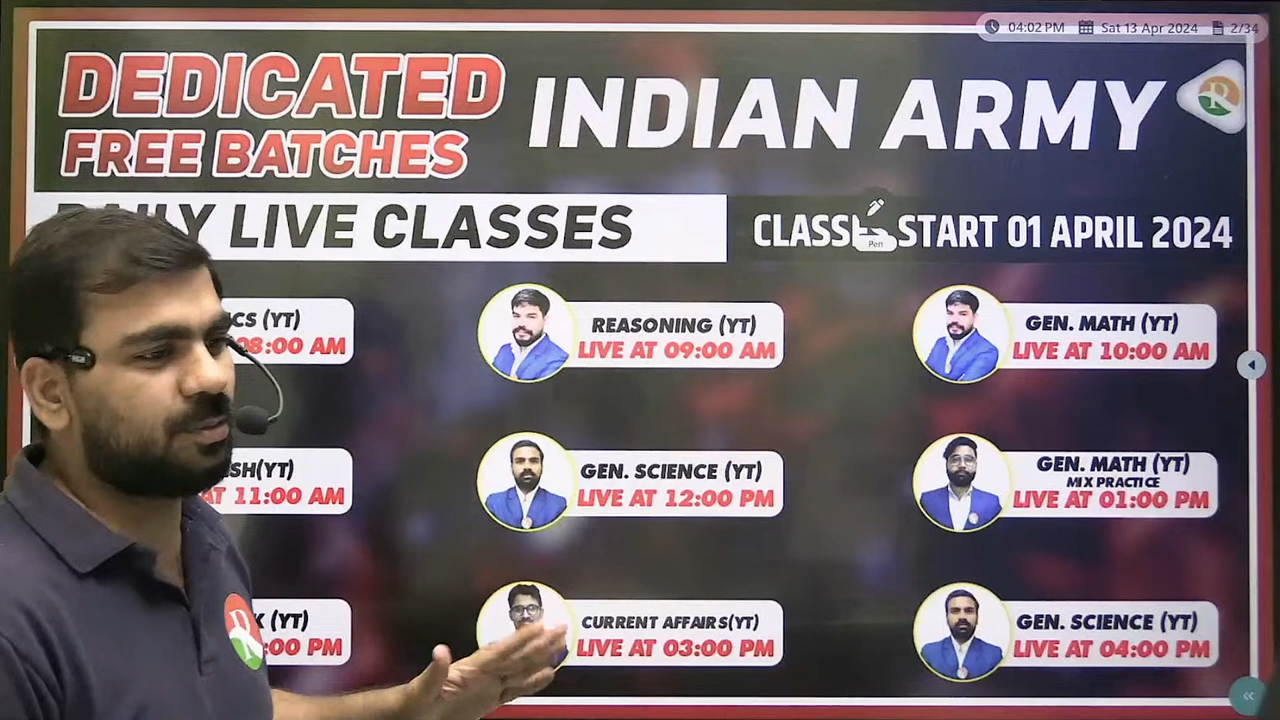 04:02 PM Sat 13 Apr 2024 2/34
DEDICATED
FREE BATCHES
INDIAN ARMY
R
DAILY LIVE CLASSES
START 01 APRIL 2024
Pen
CS (YT)
08:00 AM
REASONING (YT)
LIVE AT 09:00 AM
GEN. MATH (YT)
LIVE AT 10:00 AM
SH(YT)
AT 11:00 AM
GEN. SCIENCE (YT)
LIVE AT 12:00 PM
GEN. MATH (YT)
MIX PRACTICE
LIVE AT 01:00 PM
K (YT)
:00 PM
CURRENT AFFAIRS(YT)
LIVE AT 03:00 PM
GEN. SCIENCE (YT)
LIVE AT 04:00 PM
R